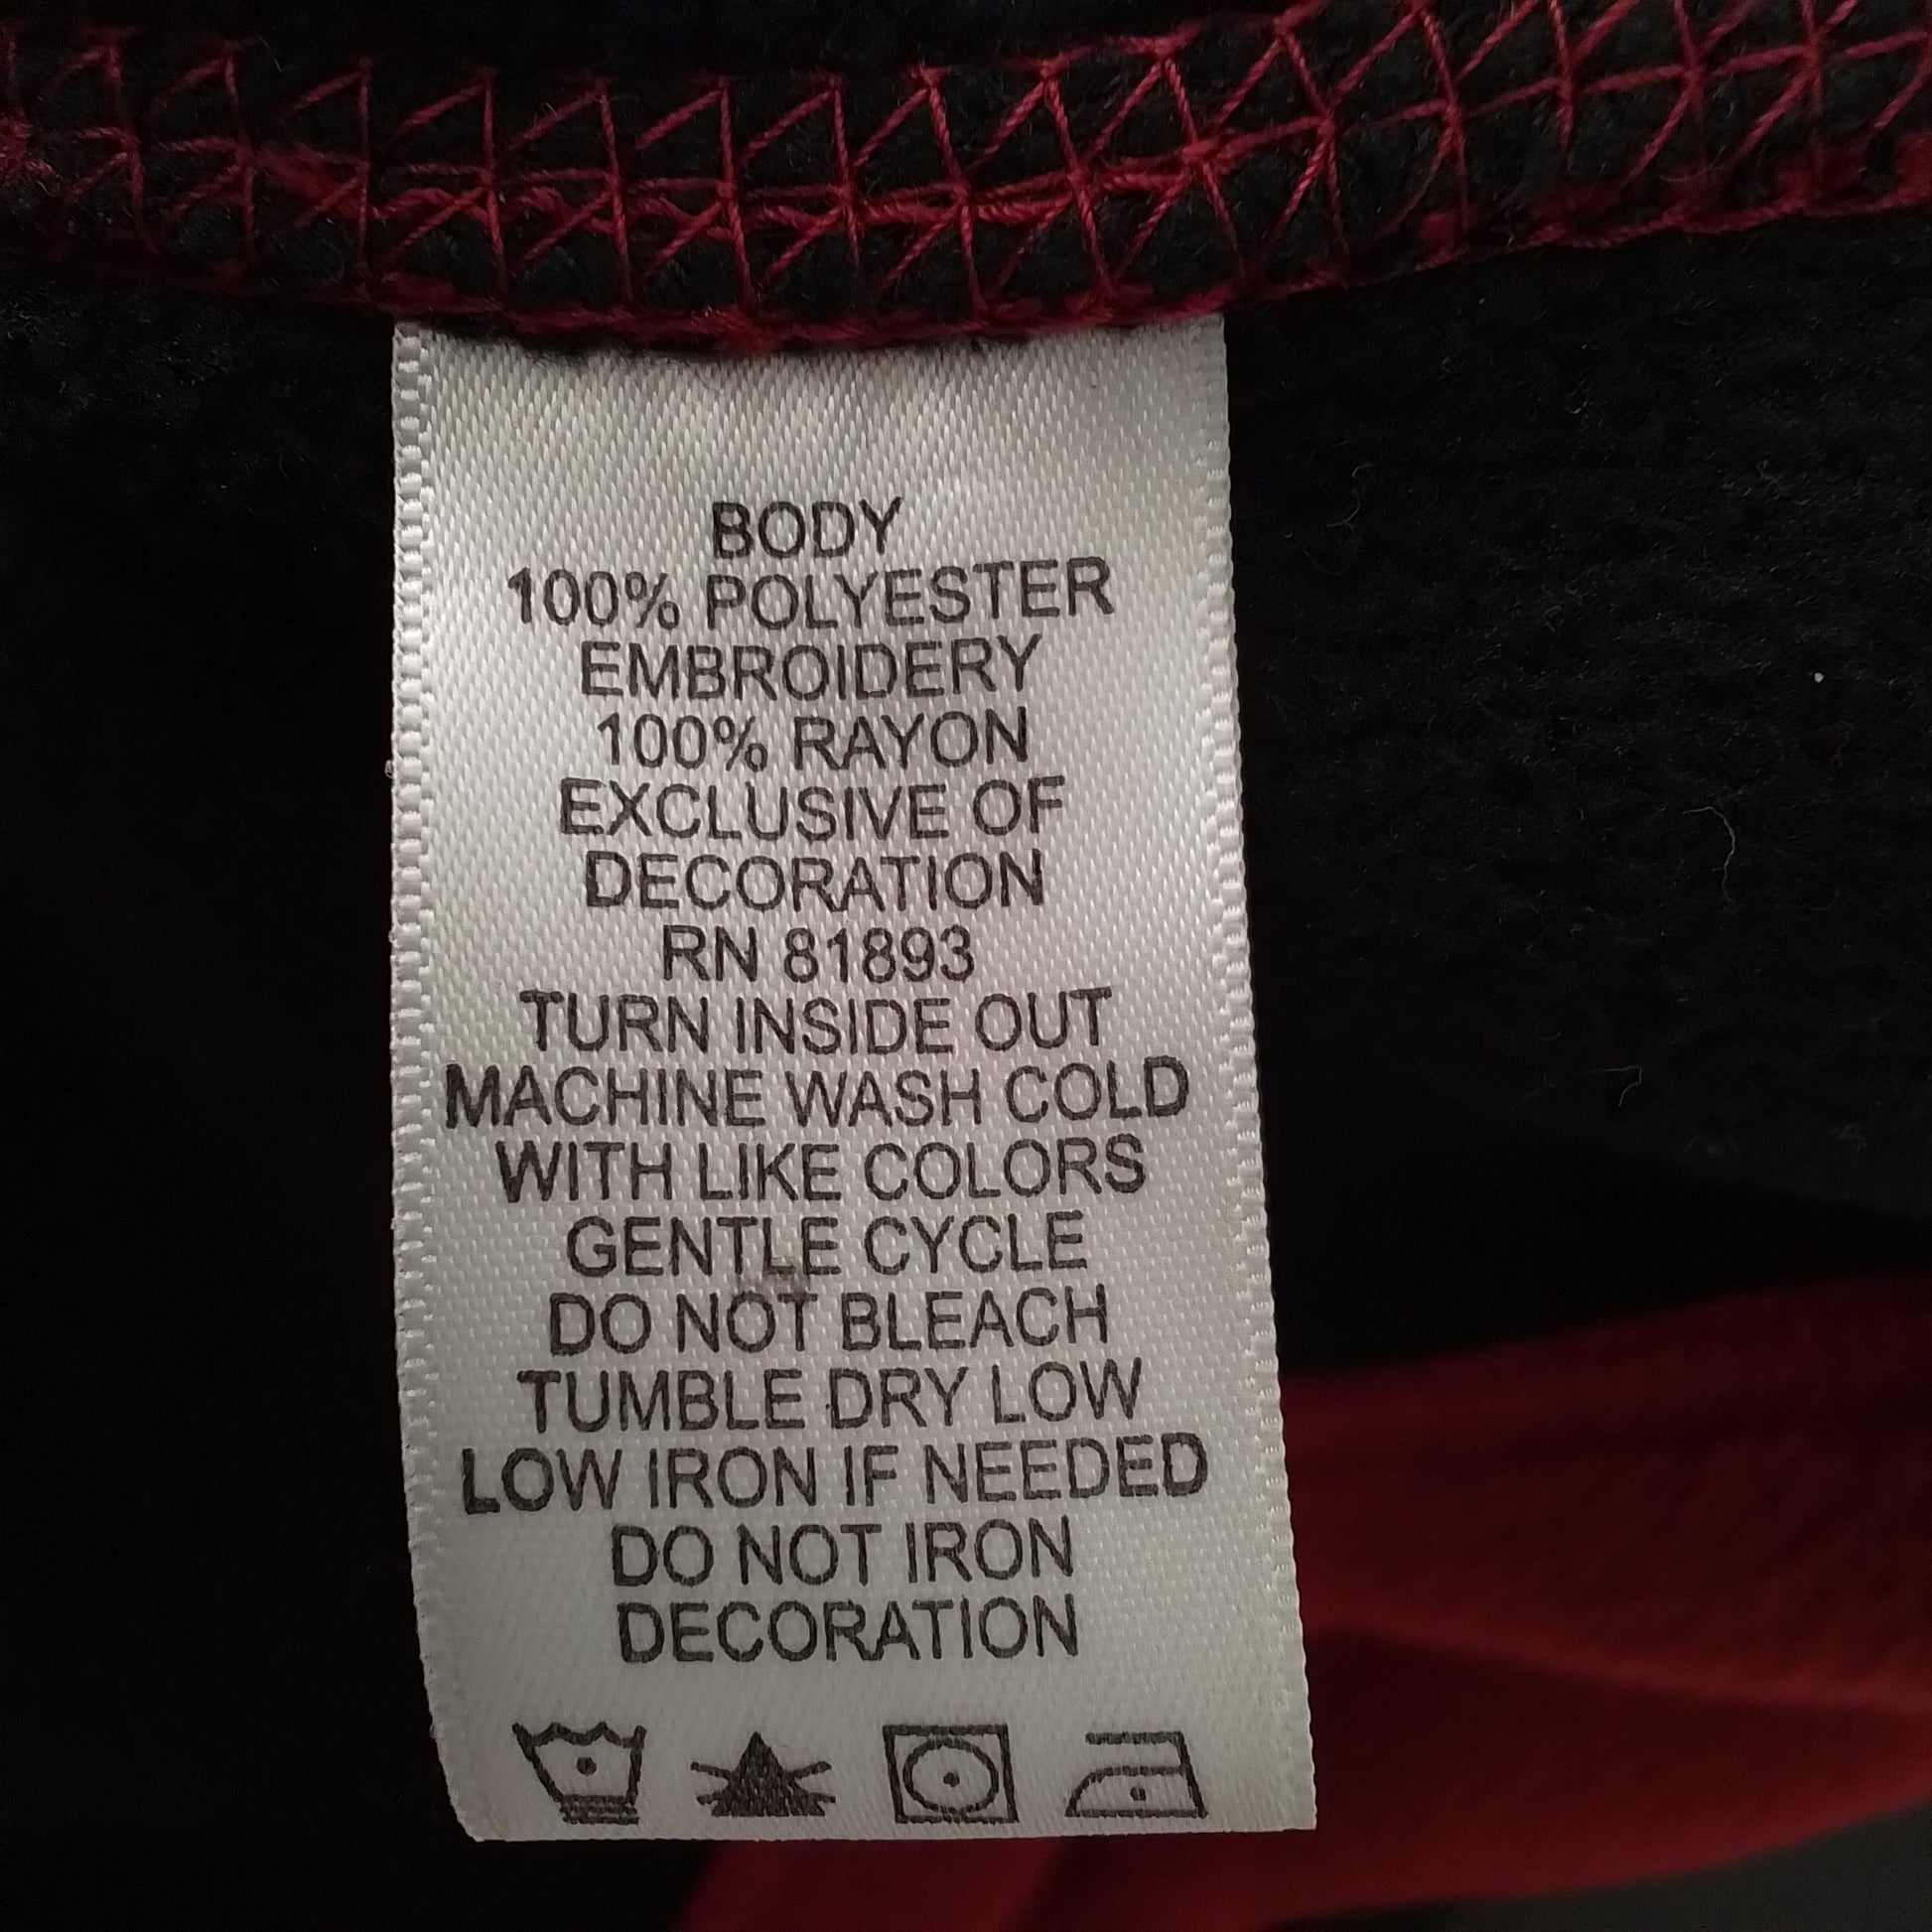 BODY
100% POLYESTER
EMBROIDERY
100% RAYON
EXCLUSIVE OF
DECORATION
RN 81893
TURN INSIDE OUT
MACHINE WASH COLD
WITH LIKE COLORS
GENTLE CYCLE
DO NOT BLEACH
TUMBLE DRY LOW
LOW IRON IF NEEDED
DO NOT IRON
DECORATION